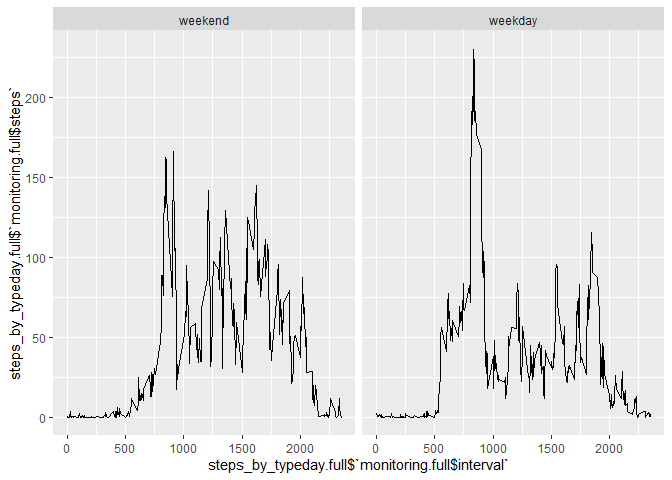 weekend weekday
steps_by_typeday.full$`monitoring.full$steps`
200
150
100
50
0
0 500 1000 1500 2000 0 500 1000 1500 2000
steps_by_typeday.full$`monitoring.full$interval`